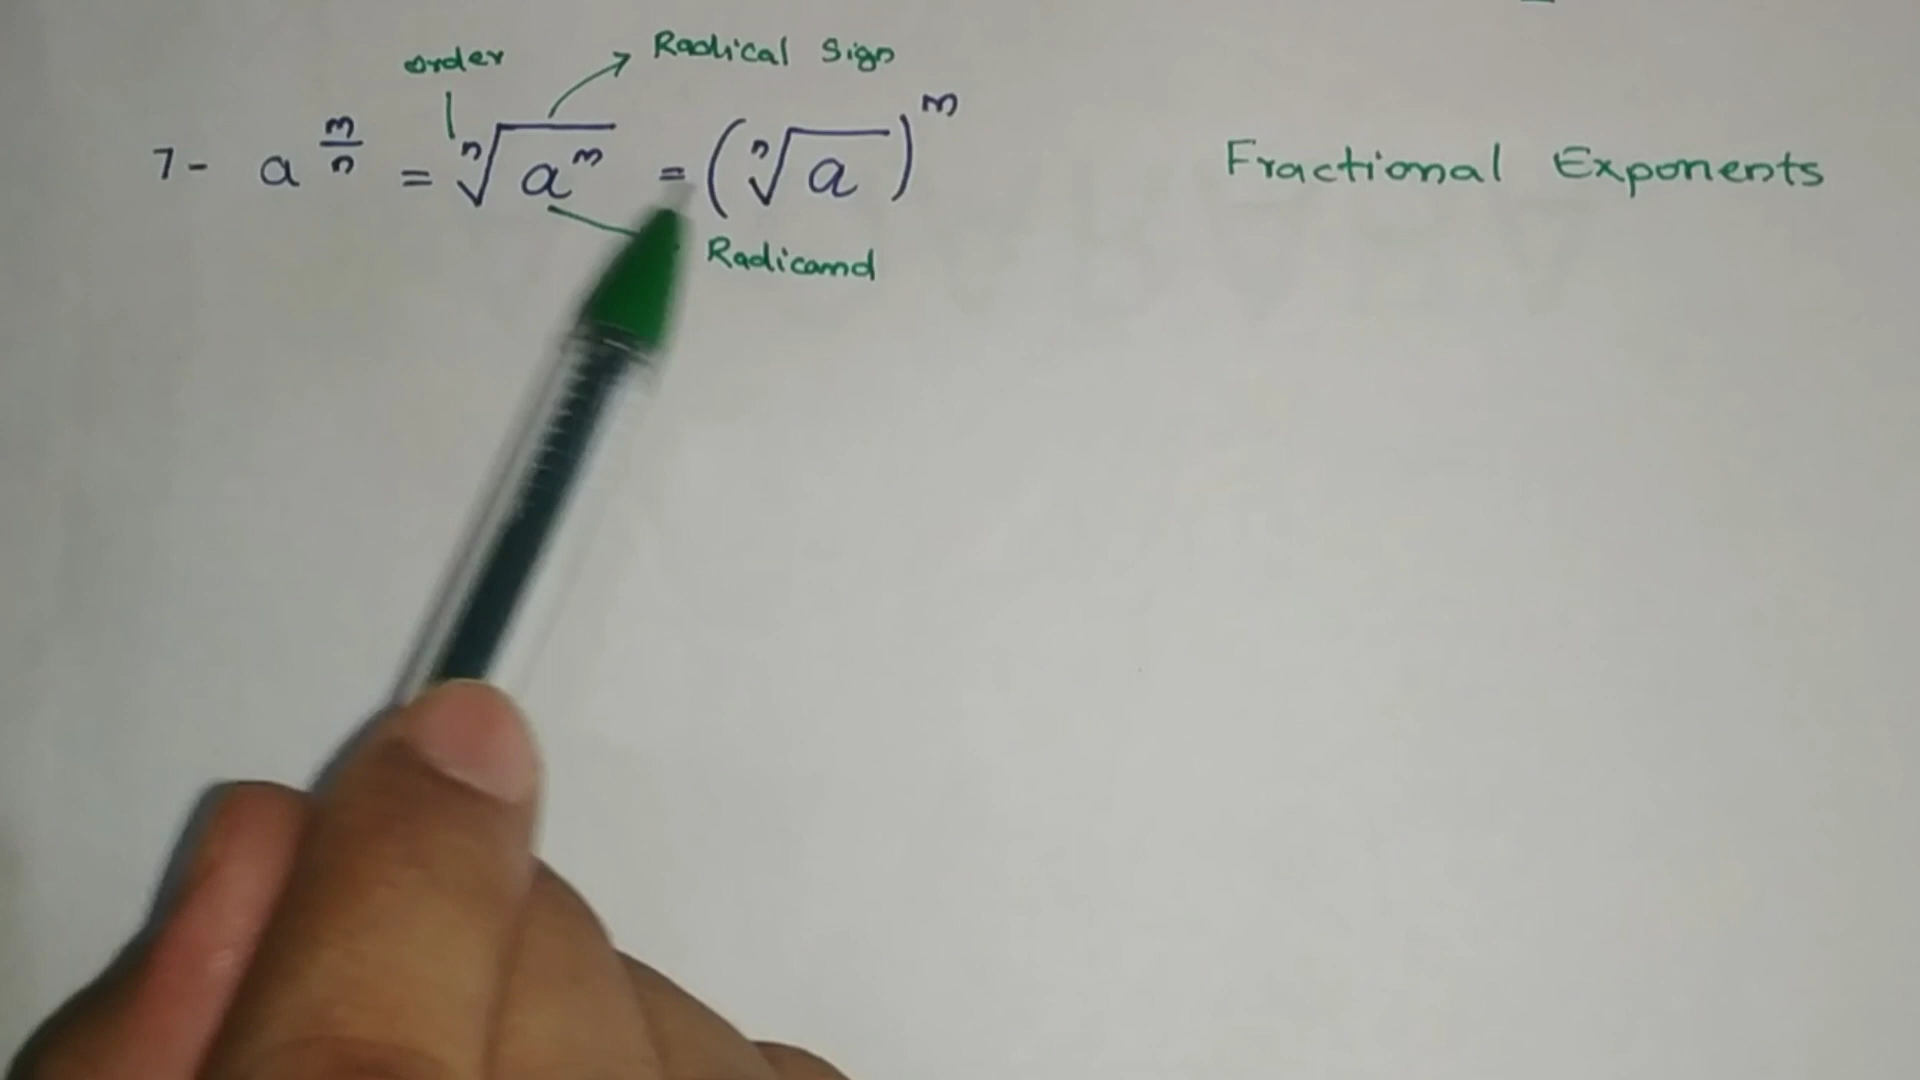 order Radical Sign
7- a^(m/n) = ⁿ√(a^m) = (ⁿ√a)^m Fractional Exponents
Radicand